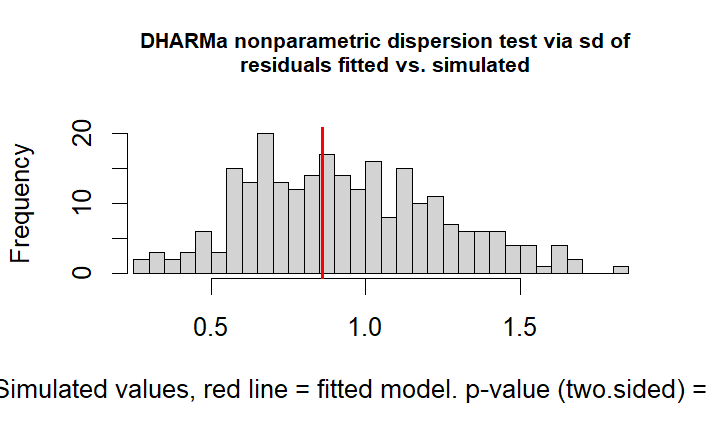 DHARMa nonparametric dispersion test via sd of
residuals fitted vs. simulated
Frequency
20
10
0
0.5 1.0 1.5
Simulated values, red line = fitted model. p-value (two.sided) =